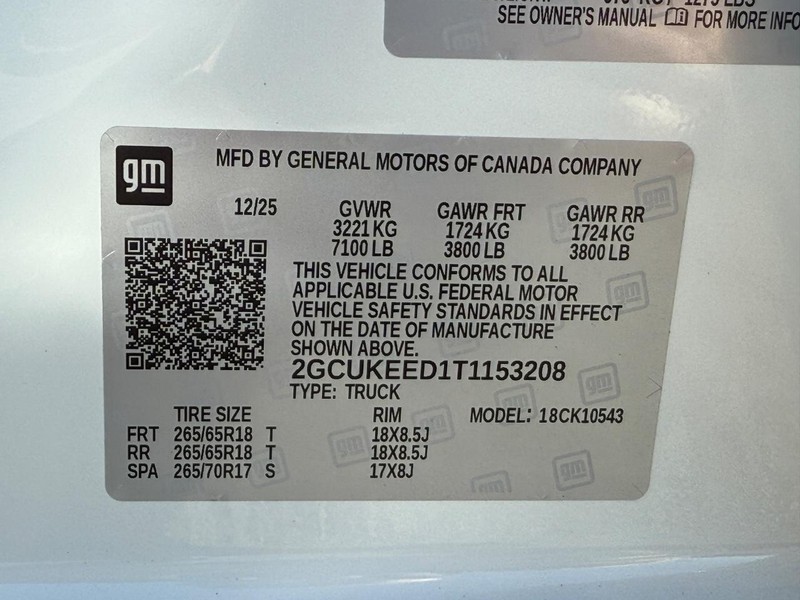 SEE OWNER'S MANUAL FOR MORE INFO
gm
MFD BY GENERAL MOTORS OF CANADA COMPANY
12/25 GVWR GAWR FRT GAWR RR
3221 KG 1724 KG 1724 KG
7100 LB 3800 LB 3800 LB
THIS VEHICLE CONFORMS TO ALL
APPLICABLE U.S. FEDERAL MOTOR
VEHICLE SAFETY STANDARDS IN EFFECT
ON THE DATE OF MANUFACTURE
SHOWN ABOVE.
2GCUKEED1T1153208
TYPE: TRUCK
TIRE SIZE RIM MODEL: 18CK10543
FRT 265/65R18 T 18X8.5J
RR 265/65R18 T 18X8.5J
SPA 265/70R17 S 17X8J